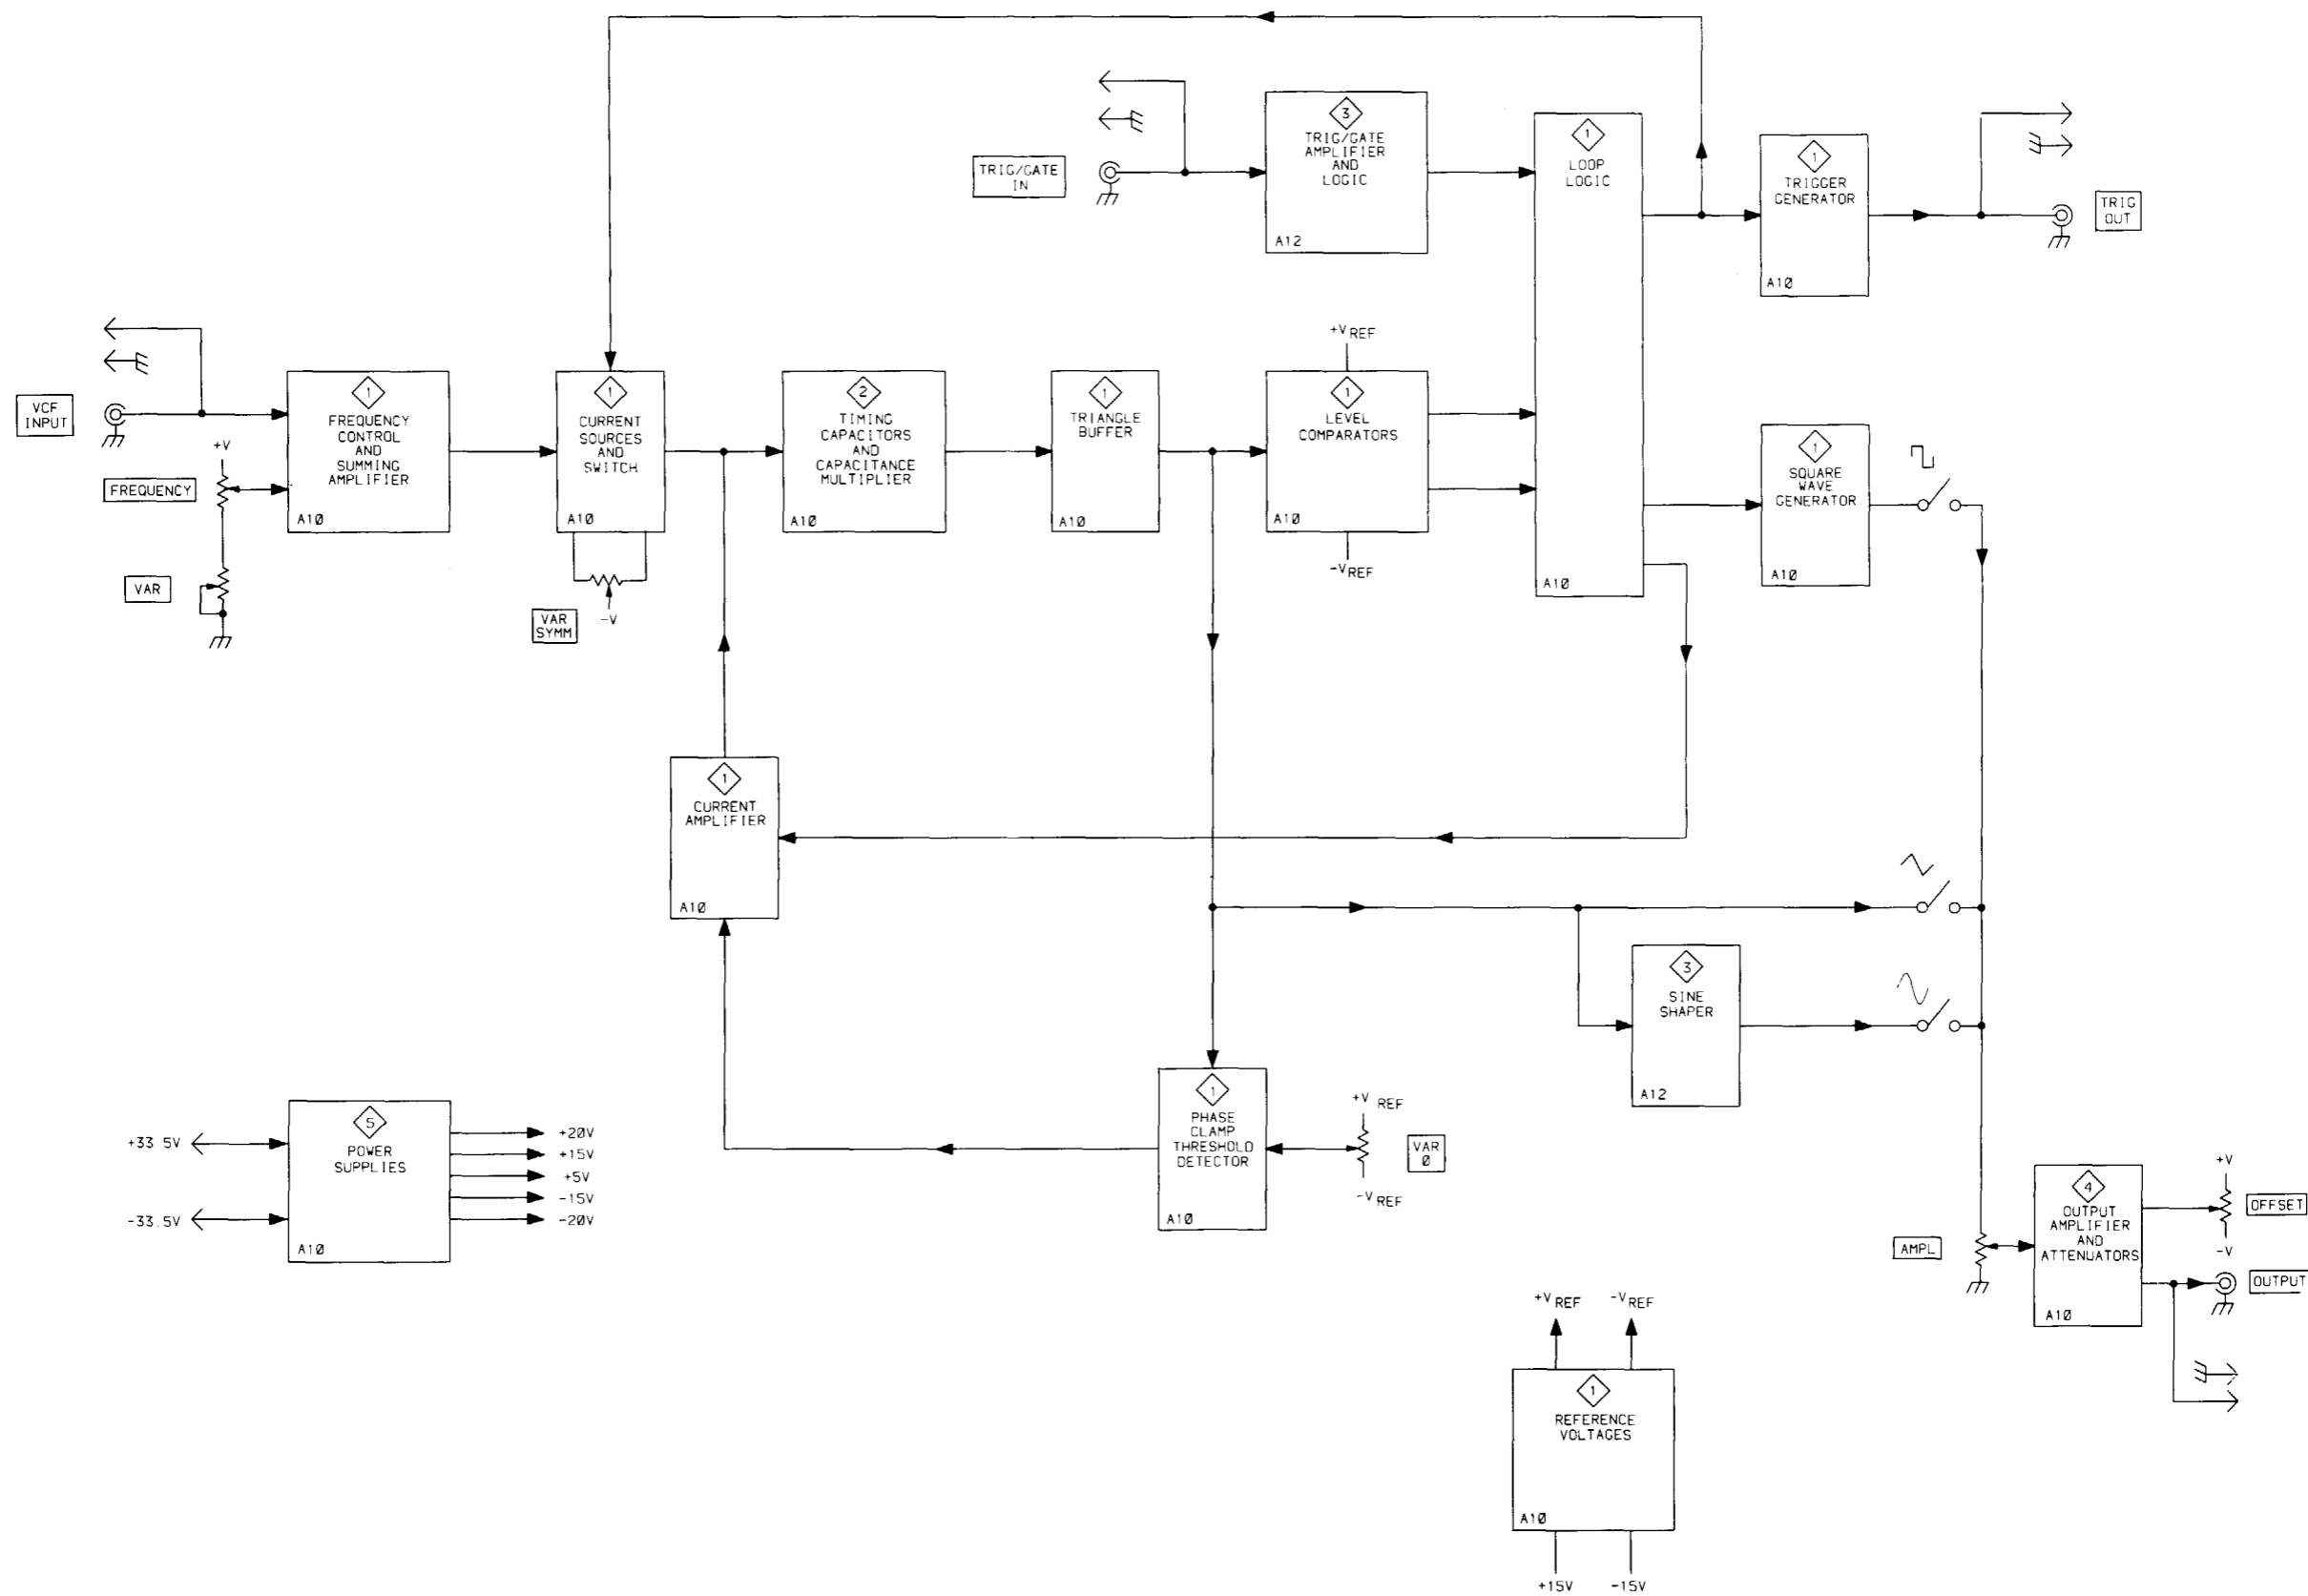 3
TRIG/GATE
AMPLIFIER
AND
LOGIC
A12
TRIG/GATE
IN
1
LOOP
LOGIC
A1Ø
1
TRIGGER
GENERATOR
A1Ø
TRIG
OUT
VCF
INPUT
+V
FREQUENCY
VAR
1
FREQUENCY
CONTROL
AND
SUMMING
AMPLIFIER
A1Ø
1
CURRENT
SOURCES
AND
SWITCH
A1Ø
VAR
SYMM
-V
2
TIMING
CAPACITORS
AND
CAPACITANCE
MULTIPLIER
A1Ø
1
TRIANGLE
BUFFER
A1Ø
+VREF
1
LEVEL
COMPARATORS
A1Ø
-VREF
1
SQUARE
WAVE
GENERATOR
A1Ø
1
CURRENT
AMPLIFIER
A1Ø
3
SINE
SHAPER
A12
+33 5V
-33.5V
5
POWER
SUPPLIES
A1Ø
+2ØV
+15V
+5V
-15V
-2ØV
1
PHASE
CLAMP
THRESHOLD
DETECTOR
A1Ø
+V REF
-V REF
VAR
Ø
AMPL
4
OUTPUT
AMPLIFIER
AND
ATTENUATORS
A1Ø
+V
OFFSET
-V
OUTPUT
+V REF
-VREF
1
REFERENCE
VOLTAGES
A1Ø
+15V
-15V